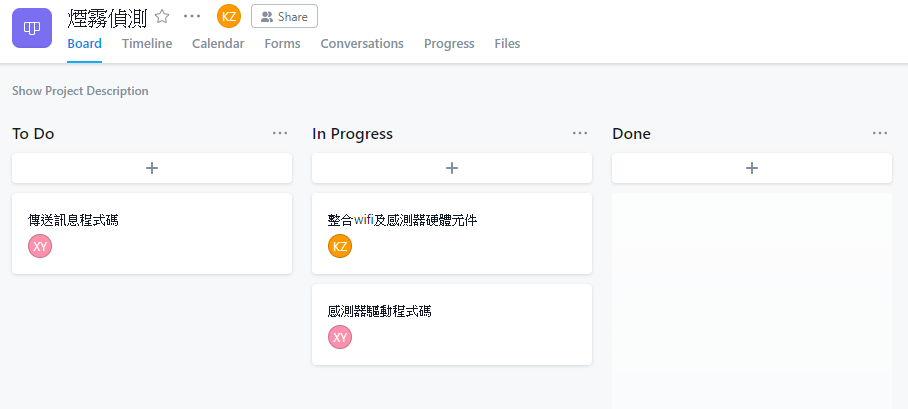 煙霧偵測
KZ
Share
Board Timeline Calendar Forms Conversations Progress Files
Show Project Description
To Do
傳送訊息程式碼
XY
In Progress
整合wifi及感測器硬體元件
KZ
感測器驅動程式碼
XY
Done